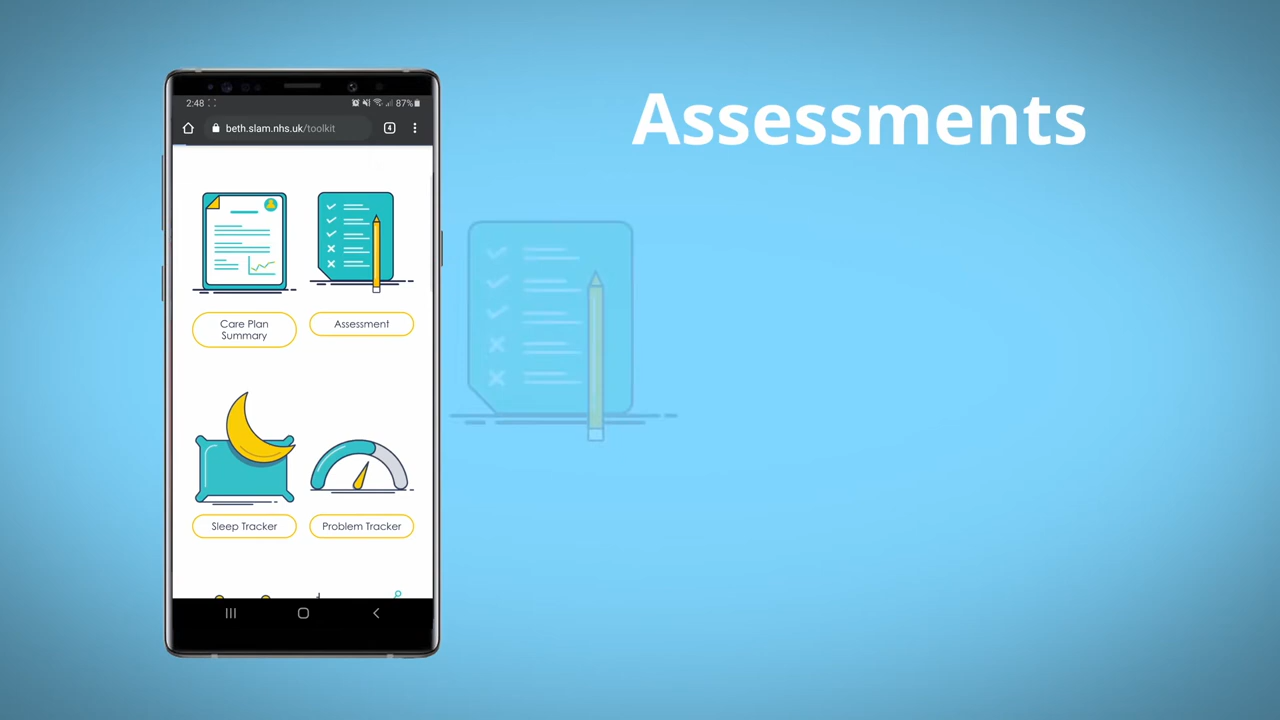 Assessments
2:48
87%
beth.slam.nhs.uk/toolkit
4
Care Plan
Summary
Assessment
Sleep Tracker
Problem Tracker